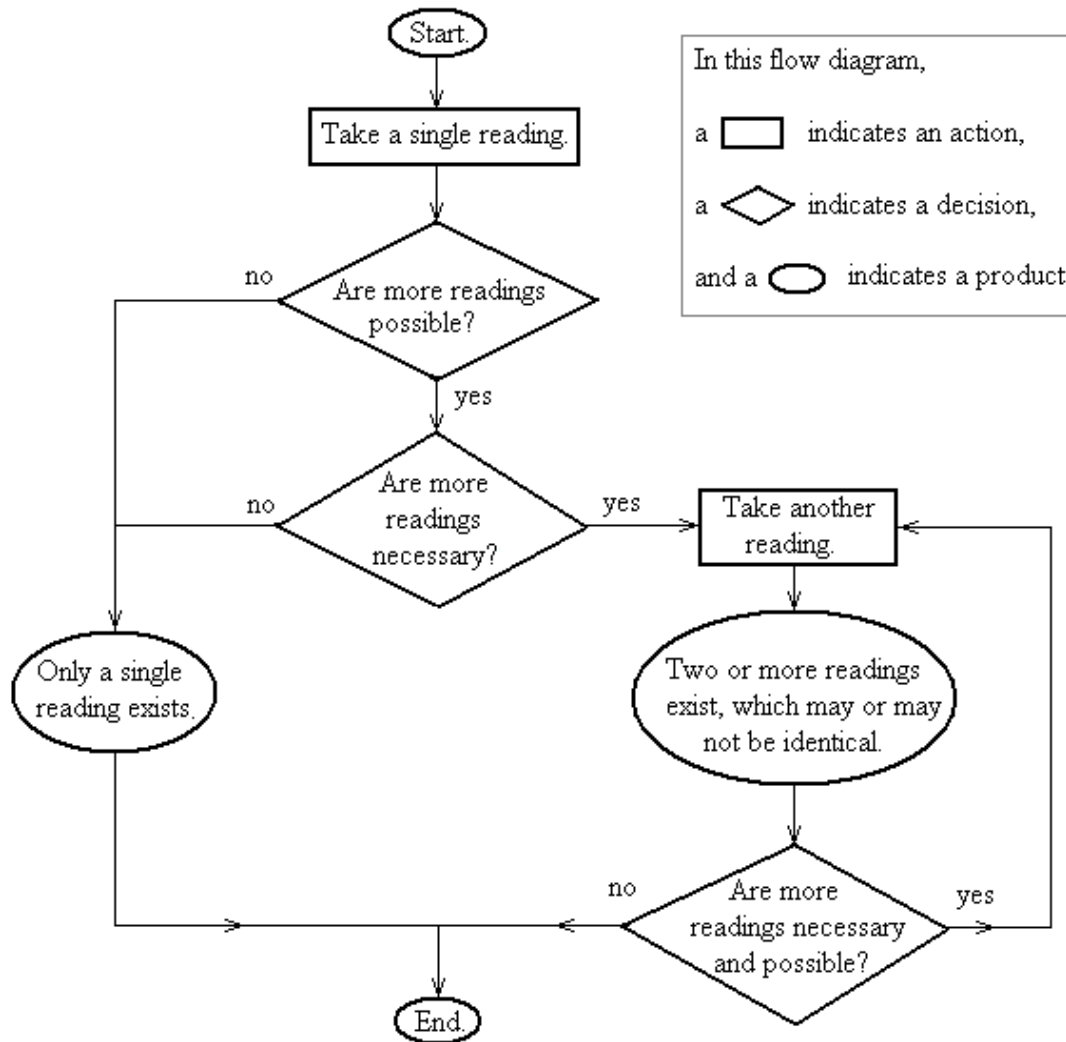 Start.
In this flow diagram,
Take a single reading.
a indicates an action,
a indicates a decision,
and a indicates a product
no
Are more readings
possible?
yes
Are more
readings
necessary?
no
yes
Take another
reading.
Only a single
reading exists.
Two or more readings
exist, which may or may
not be identical.
no
Are more
readings necessary
and possible?
yes
End.